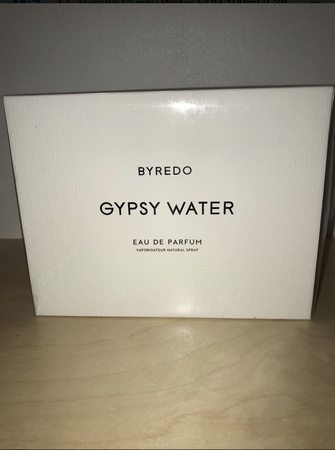 BYREDO
GYPSY WATER
EAU DE PARFUM
VAPORISATEUR NATURAL SPRAY